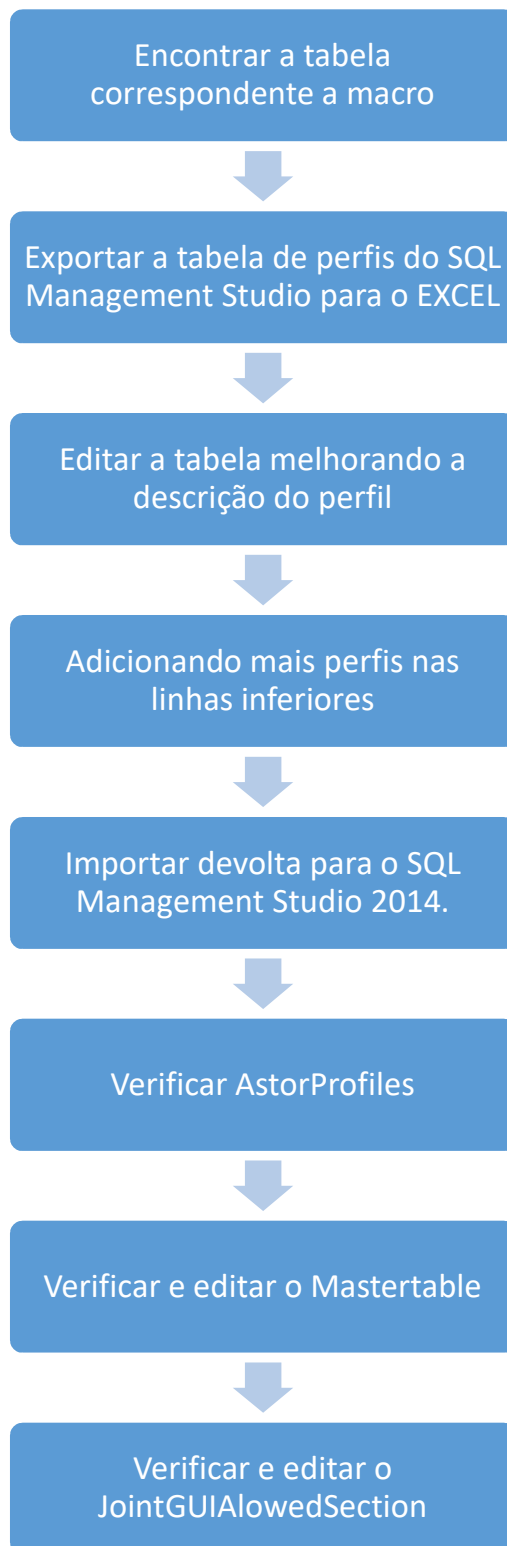 Encontrar a tabela
correspondente a macro
Exportar a tabela de perfis do SQL
Management Studio para o EXCEL
Editar a tabela melhorando a
descrição do perfil
Adicionando mais perfis nas
linhas inferiores
Importar devolta para o SQL
Management Studio 2014.
Verificar AstorProfiles
Verificar e editar o Mastertable
Verificar e editar o
JointGUIAlowedSection